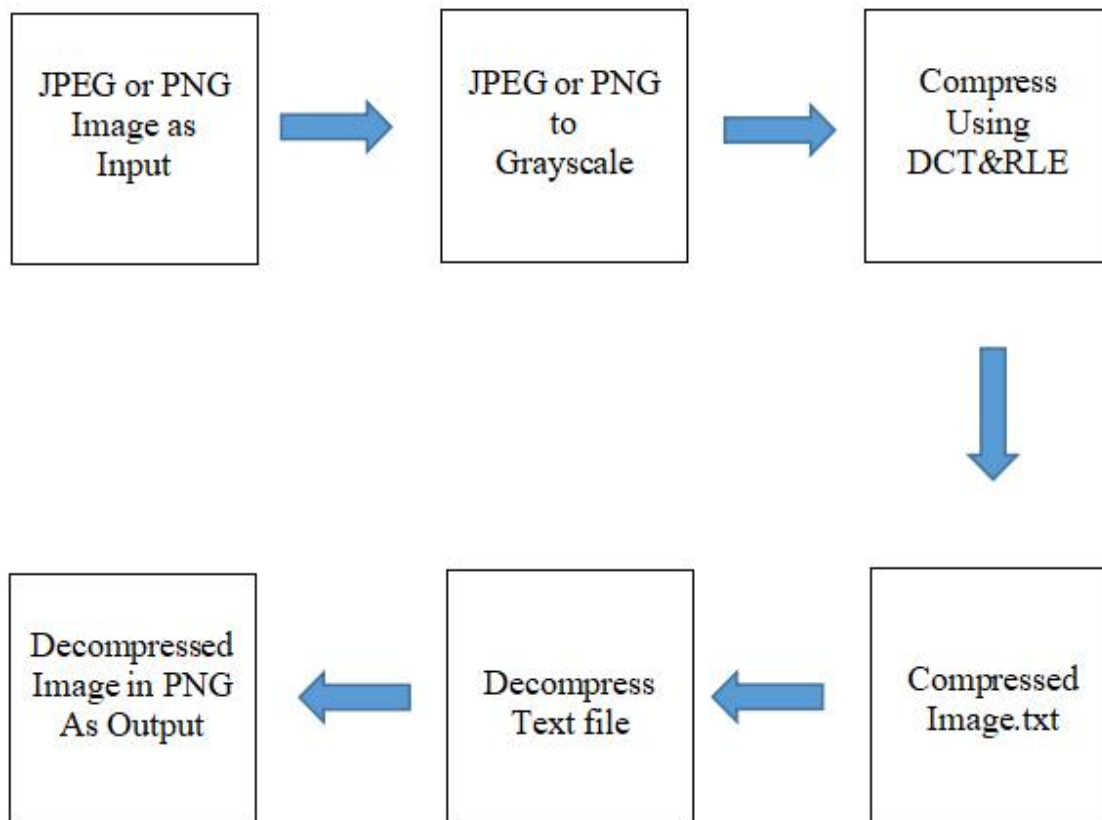 JPEG or PNG
Image as
Input
JPEG or PNG
to
Grayscale
Compress
Using
DCT&RLE
Compressed
Image.txt
Decompress
Text file
Decompressed
Image in PNG
As Output